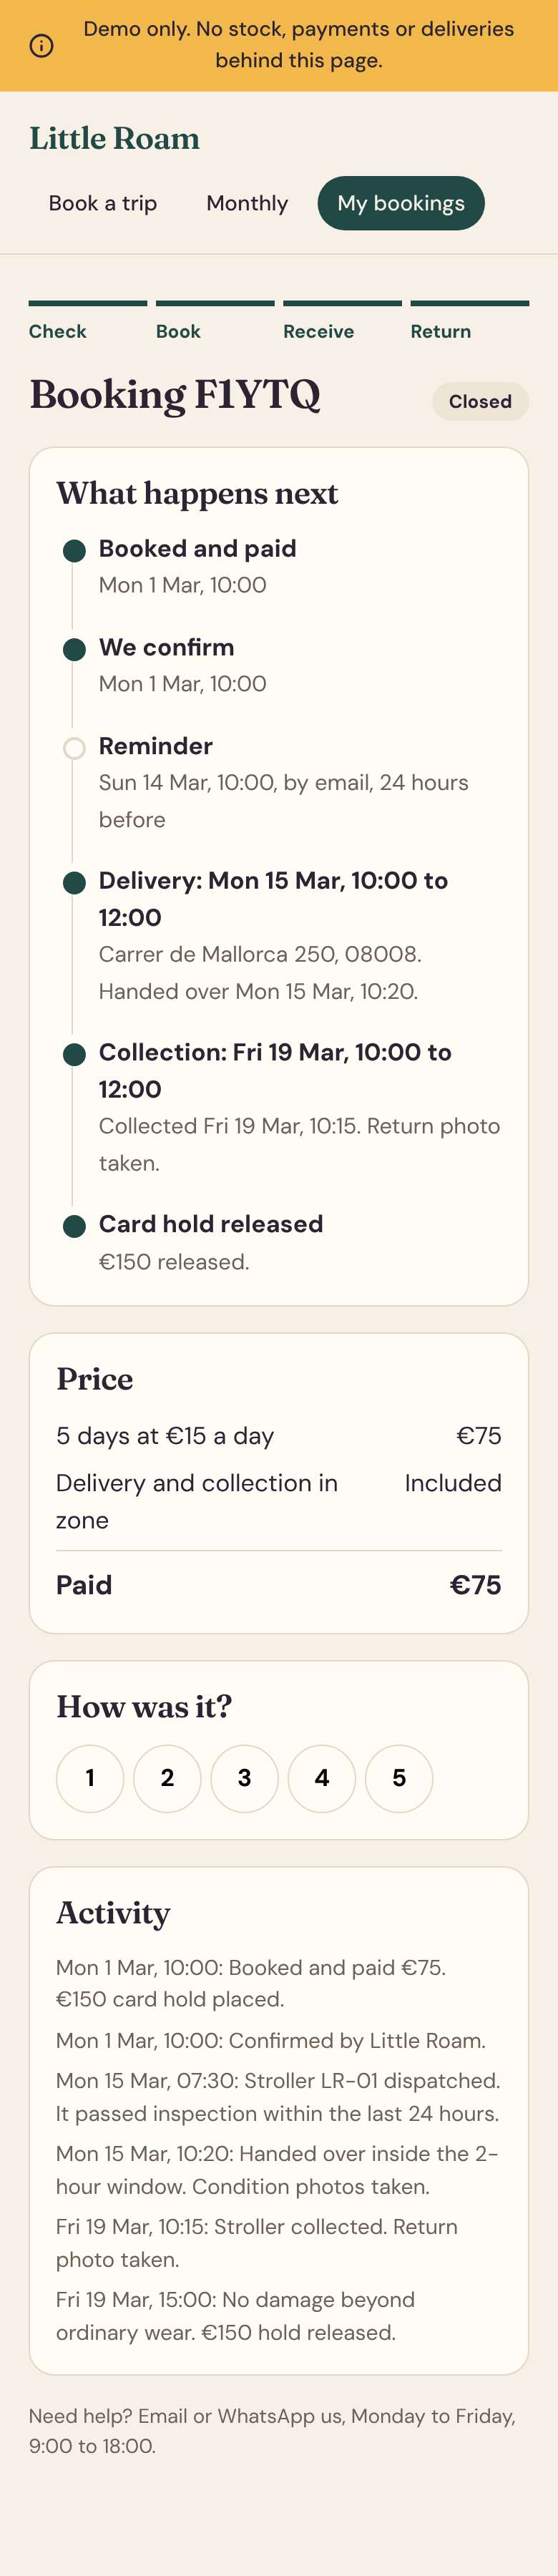 Demo only. No stock, payments or deliveries
behind this page.
Little Roam
Book a trip
Monthly
My bookings
Check
Book
Receive
Return
Booking F1YTQ
Closed
What happens next
Booked and paid
Mon 1 Mar, 10:00
We confirm
Mon 1 Mar, 10:00
Reminder
Sun 14 Mar, 10:00, by email, 24 hours
before
Delivery: Mon 15 Mar, 10:00 to
12:00
Carrer de Mallorca 250, 08008.
Handed over Mon 15 Mar, 10:20.
Collection: Fri 19 Mar, 10:00 to
12:00
Collected Fri 19 Mar, 10:15. Return photo
taken.
Card hold released
€150 released.
Price
5 days at €15 a day €75
Delivery and collection in Included
zone
Paid €75
How was it?
1 2 3 4 5
Activity
Mon 1 Mar, 10:00: Booked and paid €75.
€150 card hold placed.
Mon 1 Mar, 10:00: Confirmed by Little Roam.
Mon 15 Mar, 07:30: Stroller LR-01 dispatched.
It passed inspection within the last 24 hours.
Mon 15 Mar, 10:20: Handed over inside the 2-
hour window. Condition photos taken.
Fri 19 Mar, 10:15: Stroller collected. Return
photo taken.
Fri 19 Mar, 15:00: No damage beyond
ordinary wear. €150 hold released.
Need help? Email or WhatsApp us, Monday to Friday,
9:00 to 18:00.